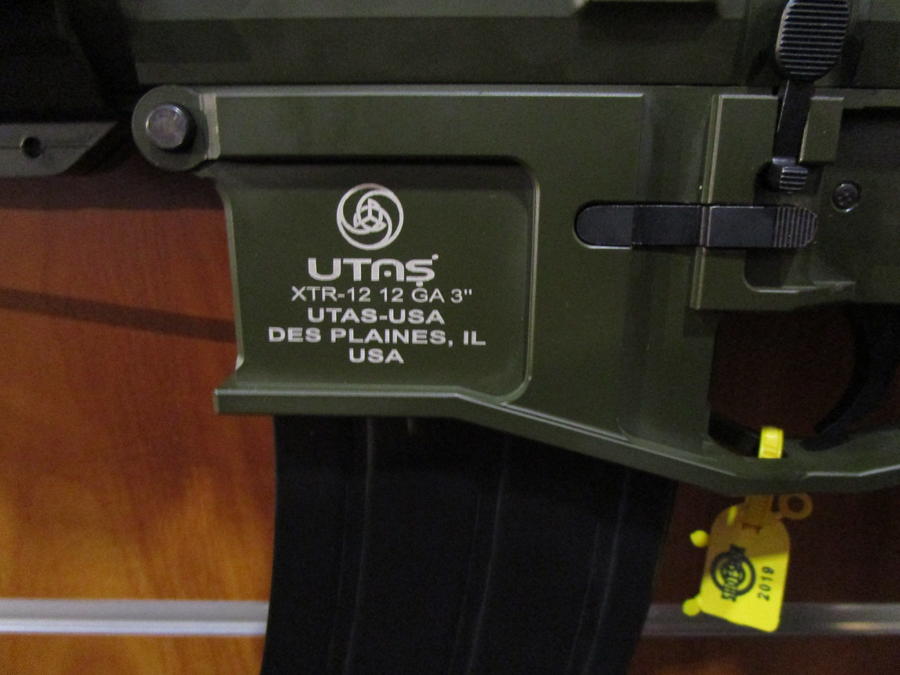 UTAŞ
XTR-12 12 GA 3"
UTAS-USA
DES PLAINES, IL
USA
2019